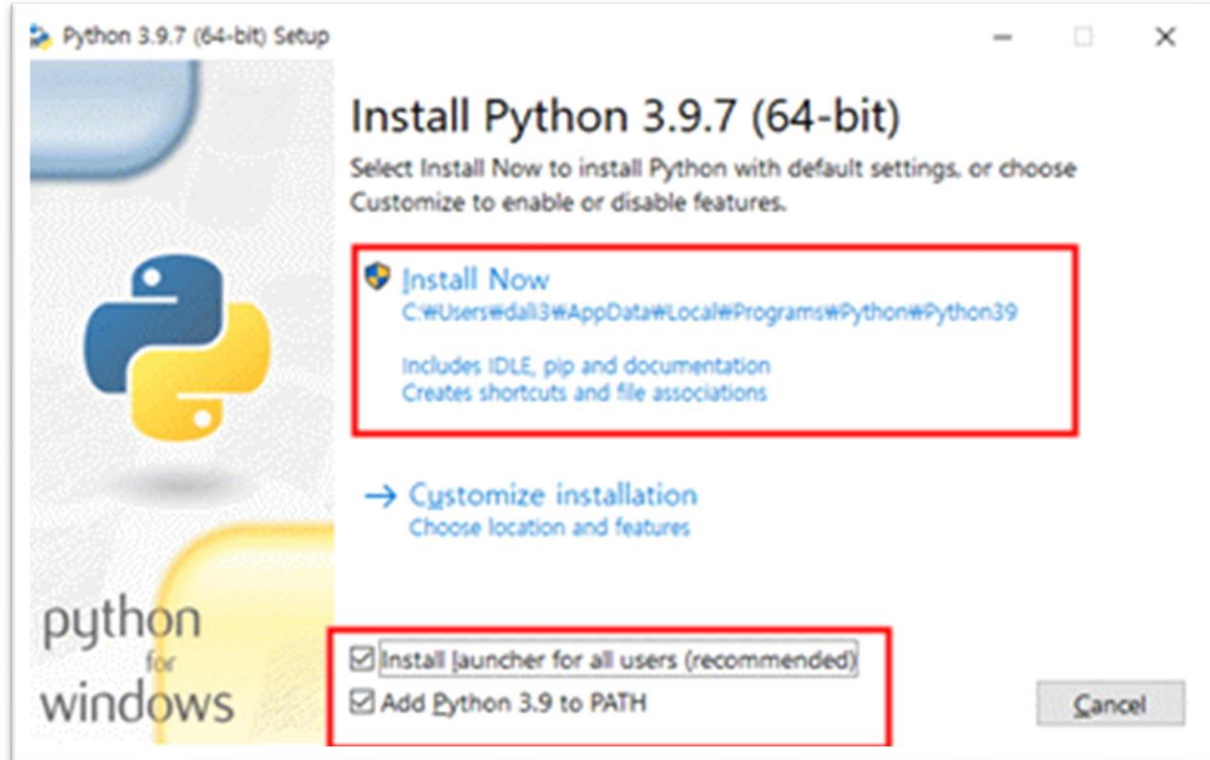 Python 3.9.7 (64-bit) Setup
Install Python 3.9.7 (64-bit)
Select Install Now to install Python with default settings, or choose
Customize to enable or disable features.
Install Now
C:₩Users₩dali3₩AppData₩Local₩Programs₩Python₩Python39
Includes IDLE, pip and documentation
Creates shortcuts and file associations
→ Customize installation
Choose location and features
python
for
windows
Install launcher for all users (recommended)
Add Python 3.9 to PATH
Cancel